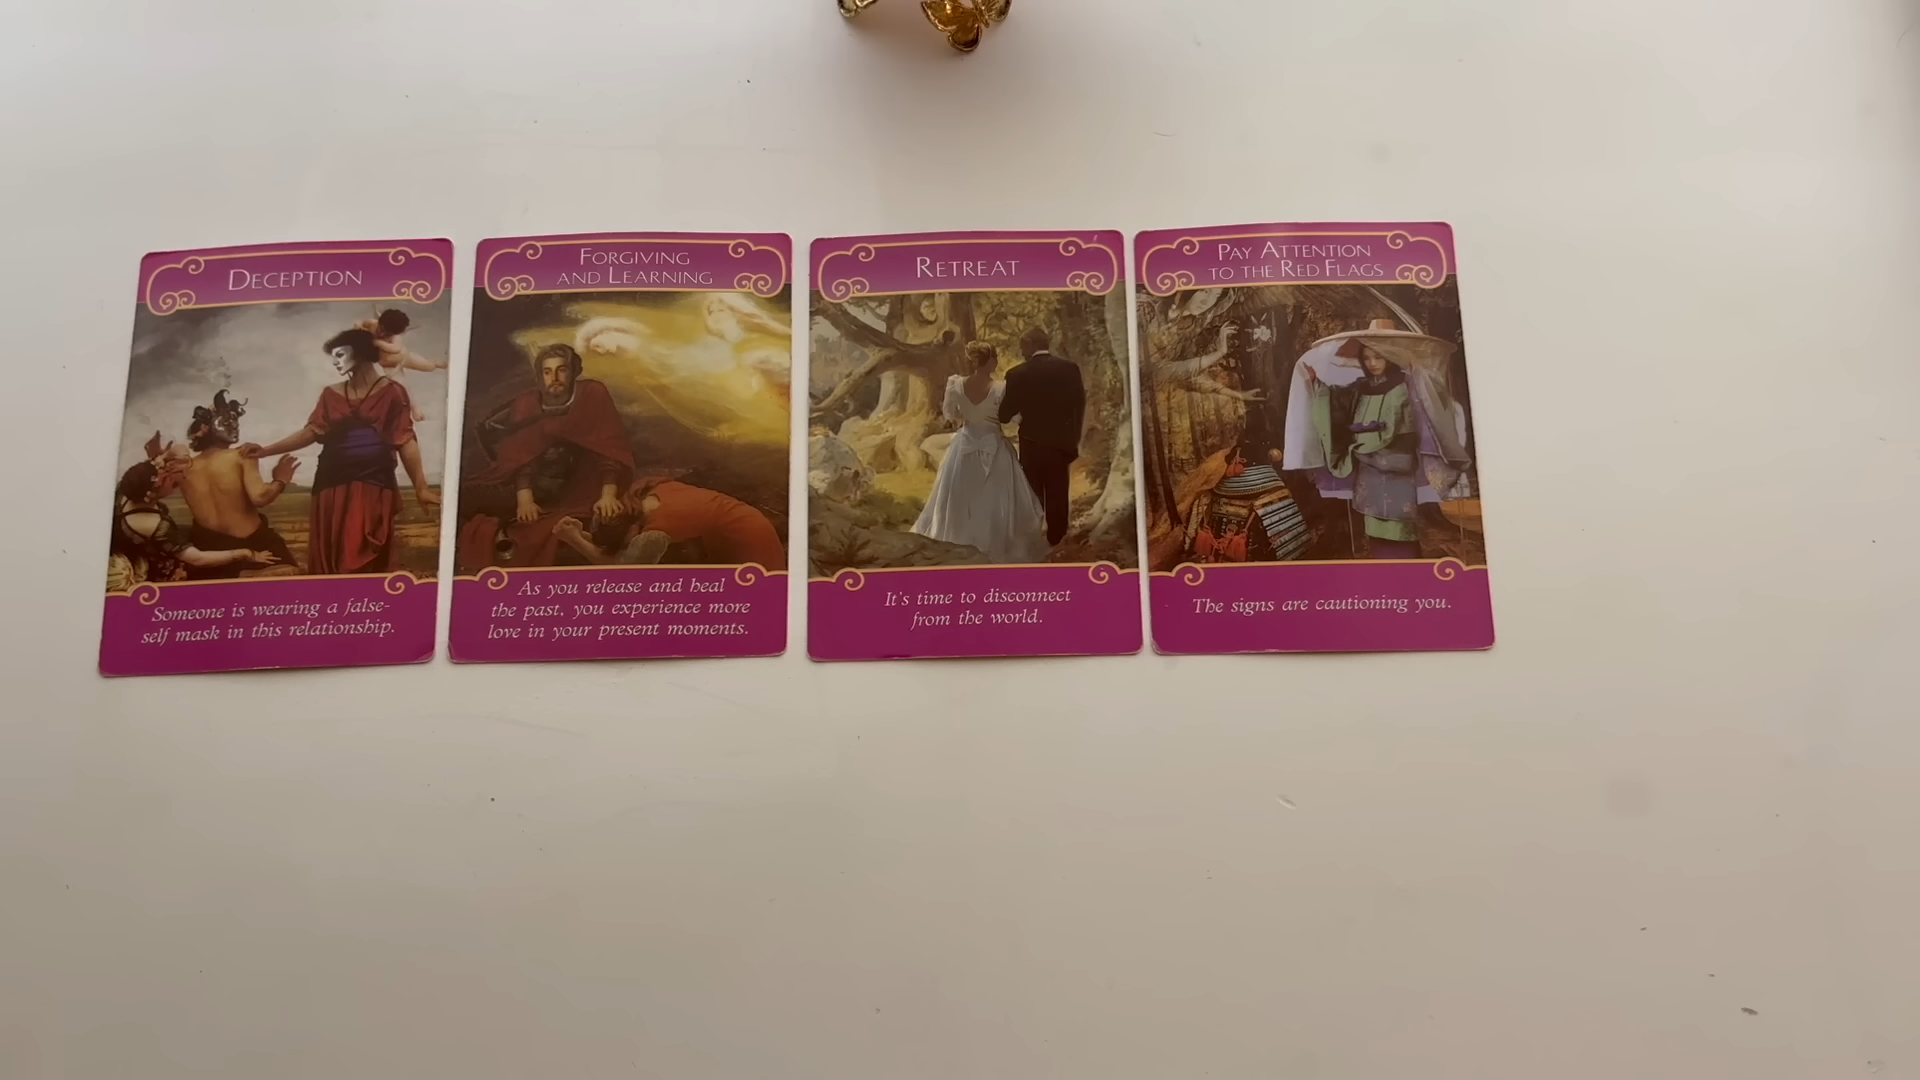 DECEPTION
Someone is wearing a false-
self mask in this relationship.
FORGIVING
AND LEARNING
As you release and heal
the past, you experience more
love in your present moments.
RETREAT
It's time to disconnect
from the world.
PAY ATTENTION
TO THE RED FLAGS
The signs are cautioning you.